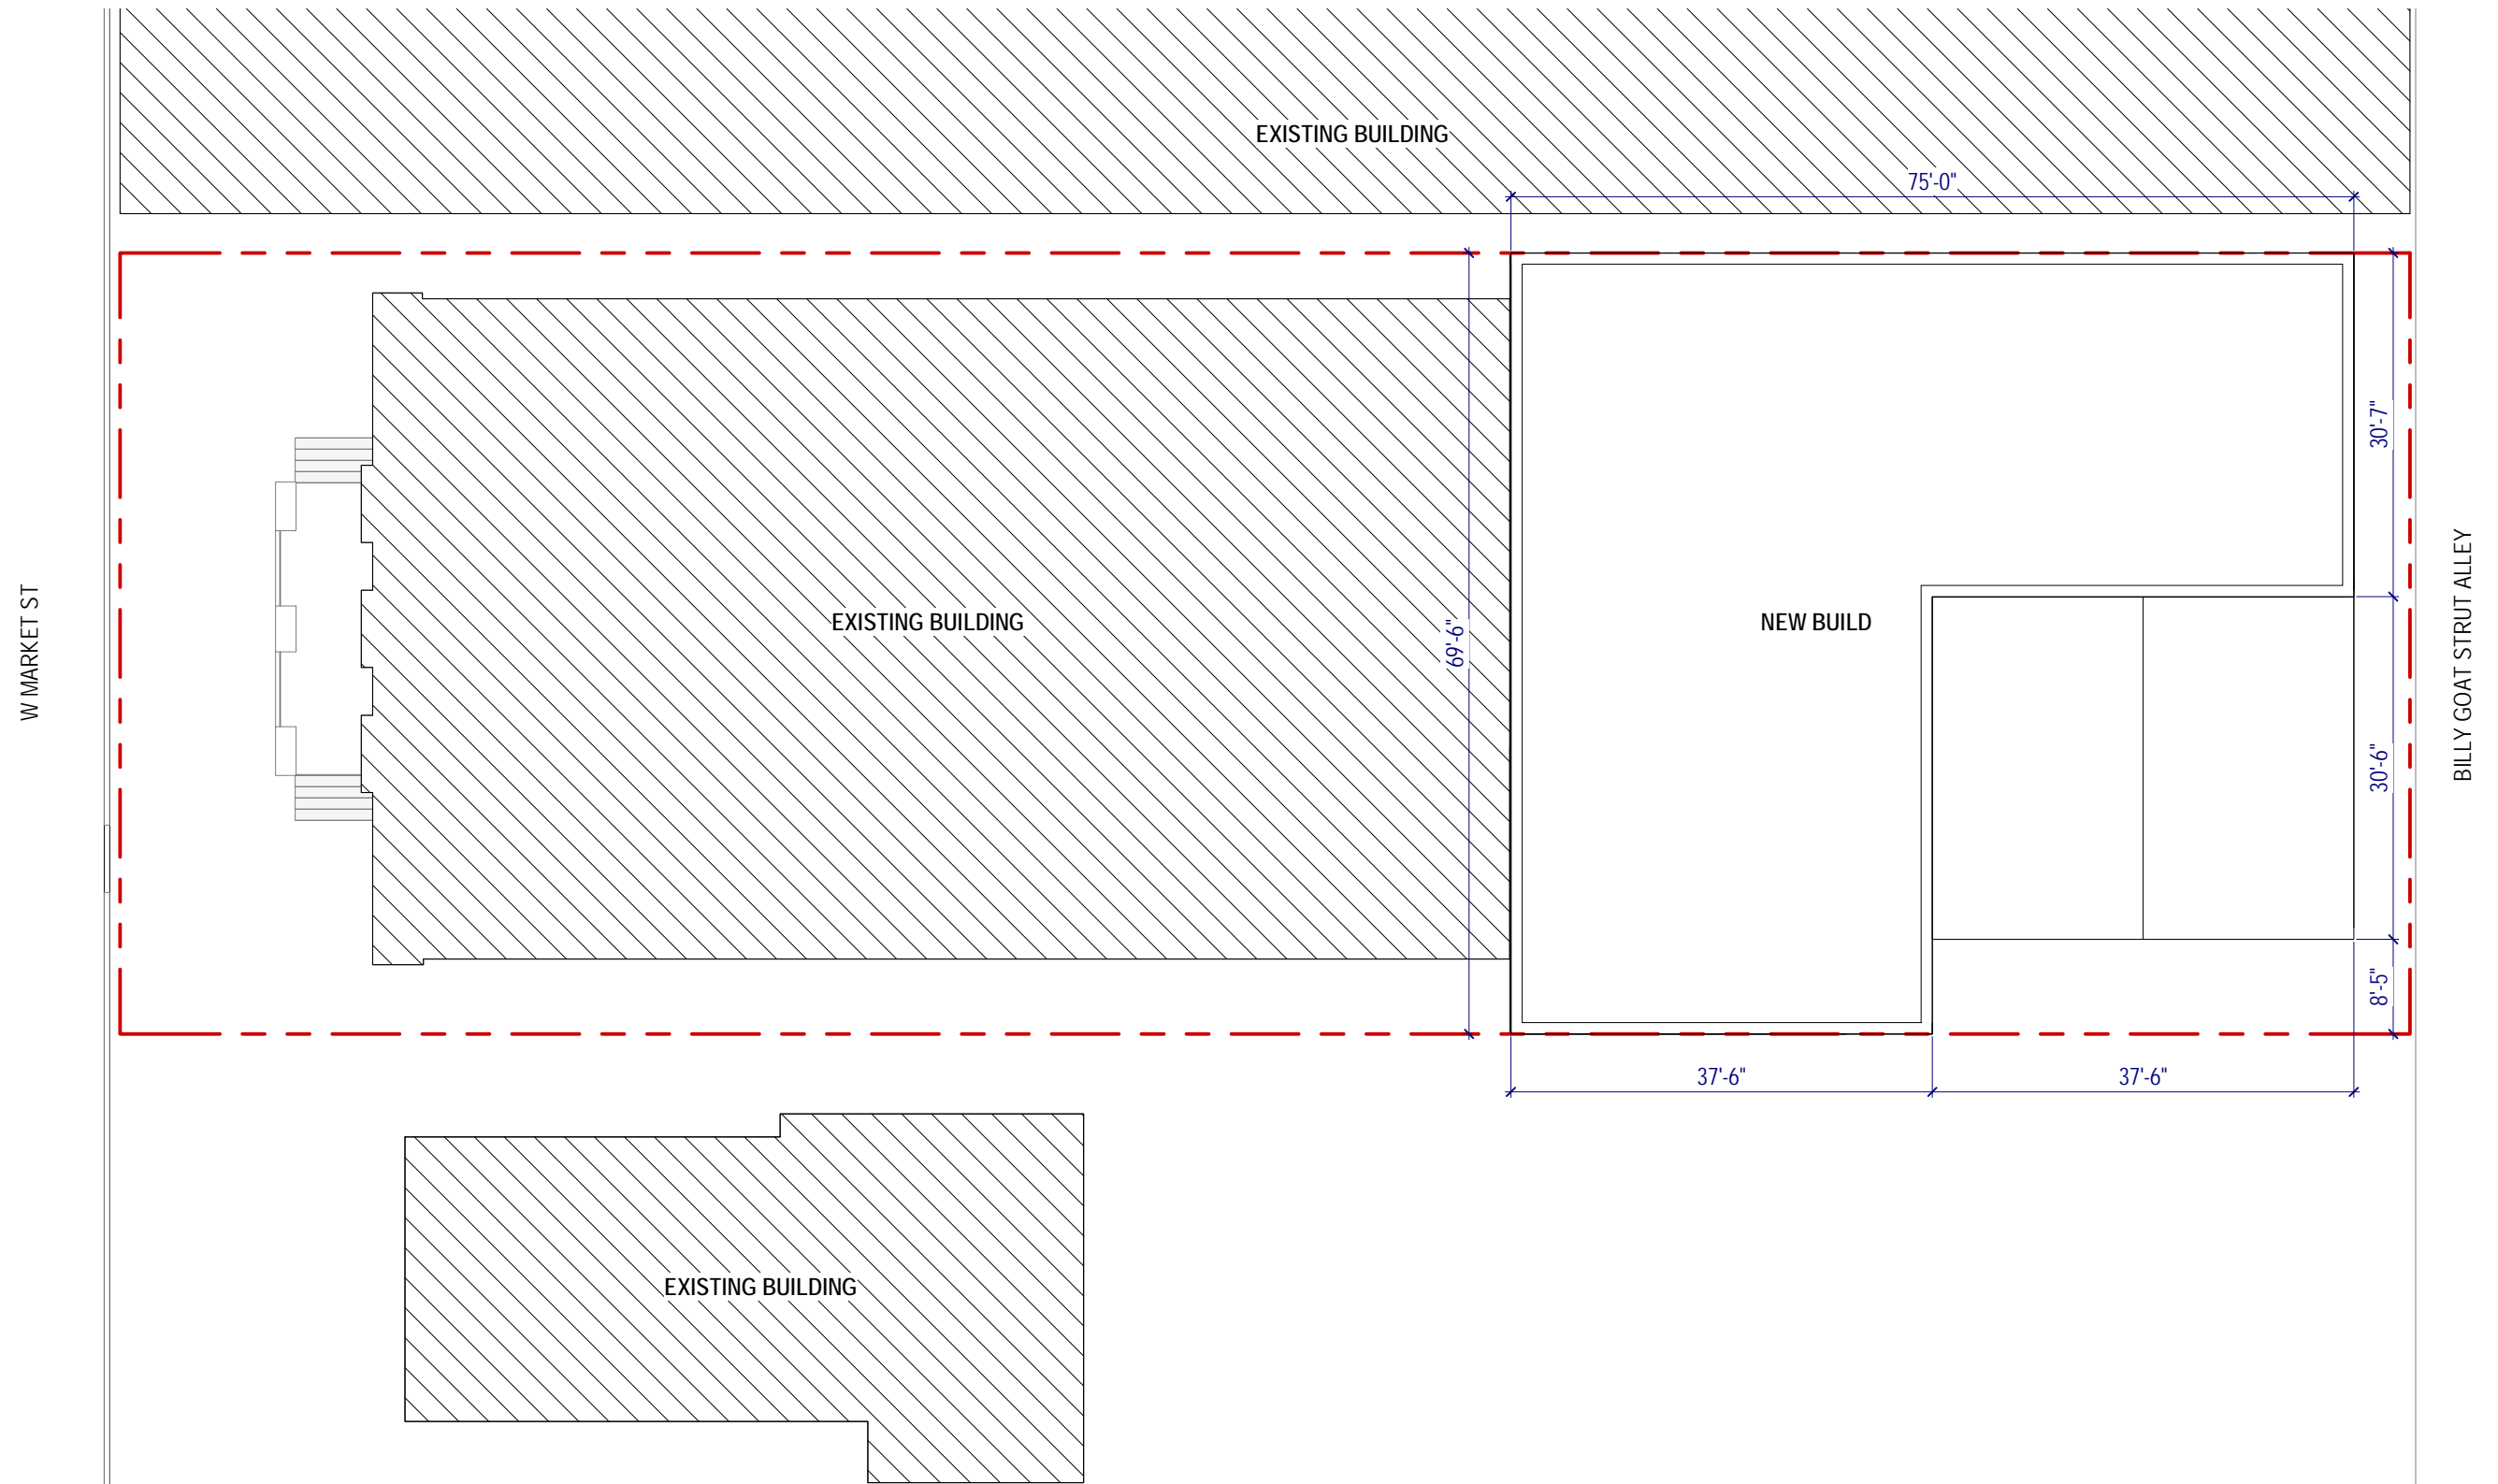 EXISTING BUILDING
75'-0"
30'-7"
W MARKET ST
EXISTING BUILDING
69'-6"
NEW BUILD
BILLY GOAT STRUT ALLEY
30'-6"
8'-5"
37'-6"
37'-6"
EXISTING BUILDING